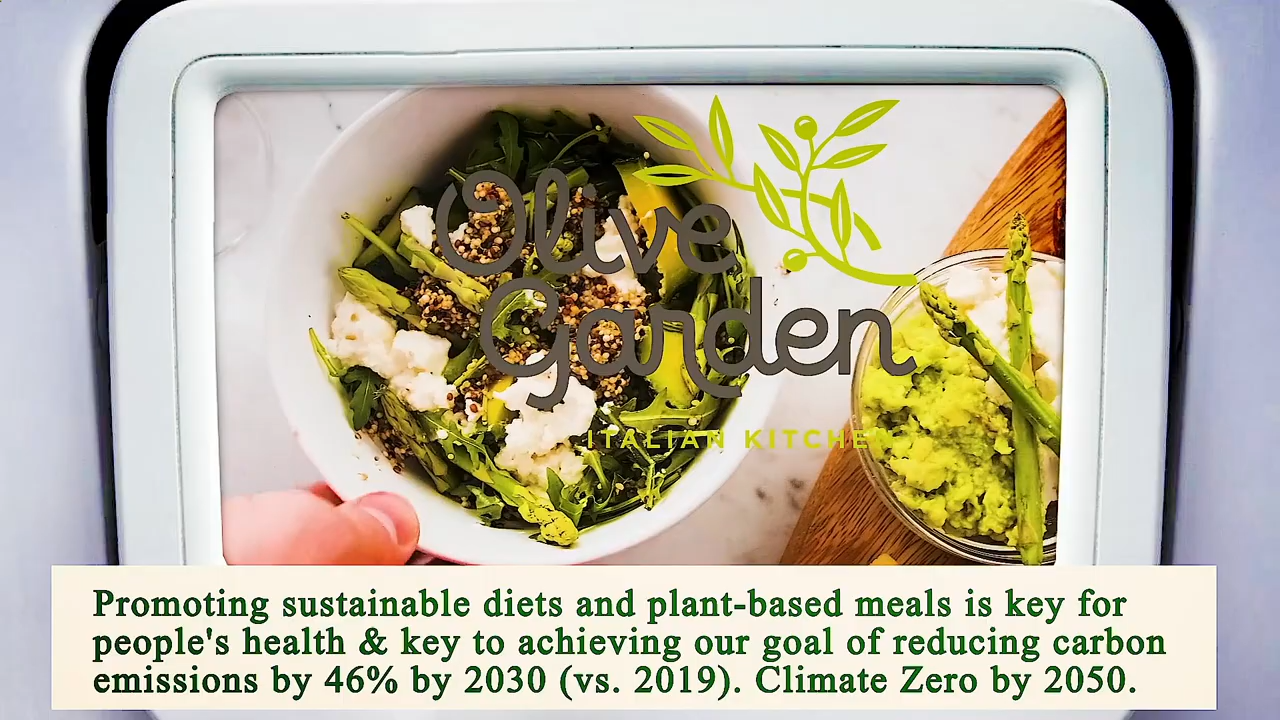 Olive
Garden
ITALIAN KITCHEN
Promoting sustainable diets and plant-based meals is key for
people's health & key to achieving our goal of reducing carbon
emissions by 46% by 2030 (vs. 2019). Climate Zero by 2050.